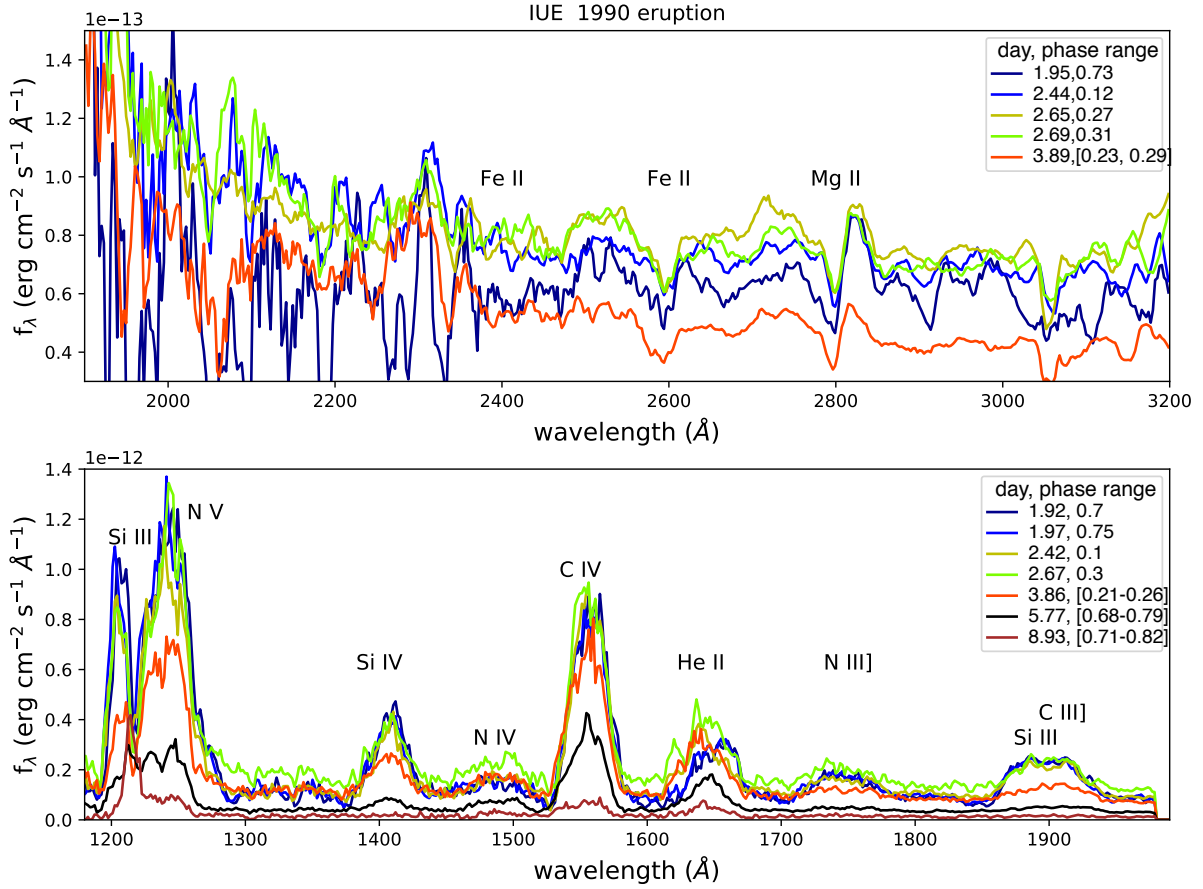 IUE 1990 eruption
1e−13
day, phase range
1.95,0.73
2.44,0.12
2.65,0.27
2.69,0.31
3.89,[0.23, 0.29]
Fe II
Fe II
Mg II
1.4
1.2
1.0
0.8
0.6
0.4
fλ (erg cm−2 s−1 Å−1)
2000 2200 2400 2600 2800 3000 3200
wavelength (Å)
1e−12
day, phase range
1.92, 0.7
1.97, 0.75
2.42, 0.1
2.67, 0.3
3.86, [0.21-0.26]
5.77, [0.68-0.79]
8.93, [0.71-0.82]
Si III
N V
C IV
Si IV
N IV
He II
N III]
C III]
Si III
1.4
1.2
1.0
0.8
0.6
0.4
0.2
0.0
fλ (erg cm−2 s−1 Å−1)
1200 1300 1400 1500 1600 1700 1800 1900
wavelength (Å)